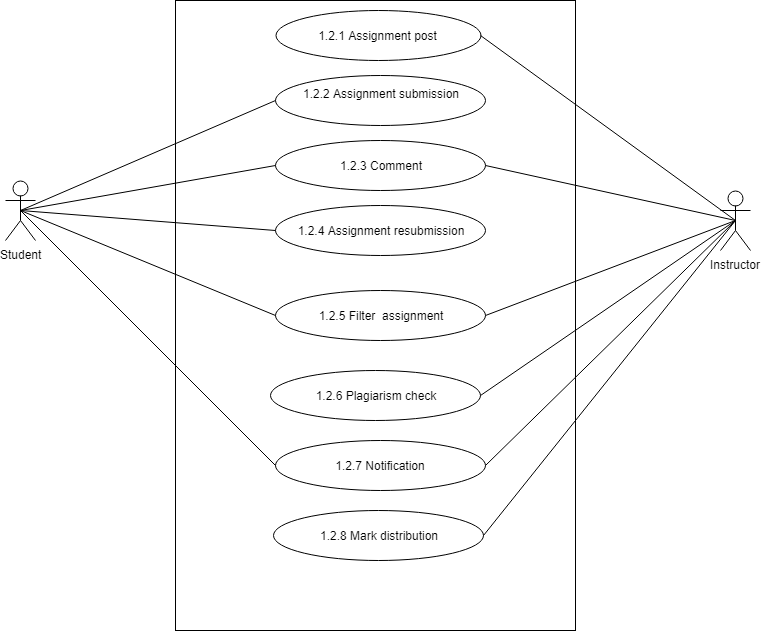 1.2.1 Assignment post
1.2.2 Assignment submission
1.2.3 Comment
1.2.4 Assignment resubmission
Student
Instructor
1.2.5 Filter  assignment
1.2.6 Plagiarism check
1.2.7 Notification
1.2.8 Mark distribution